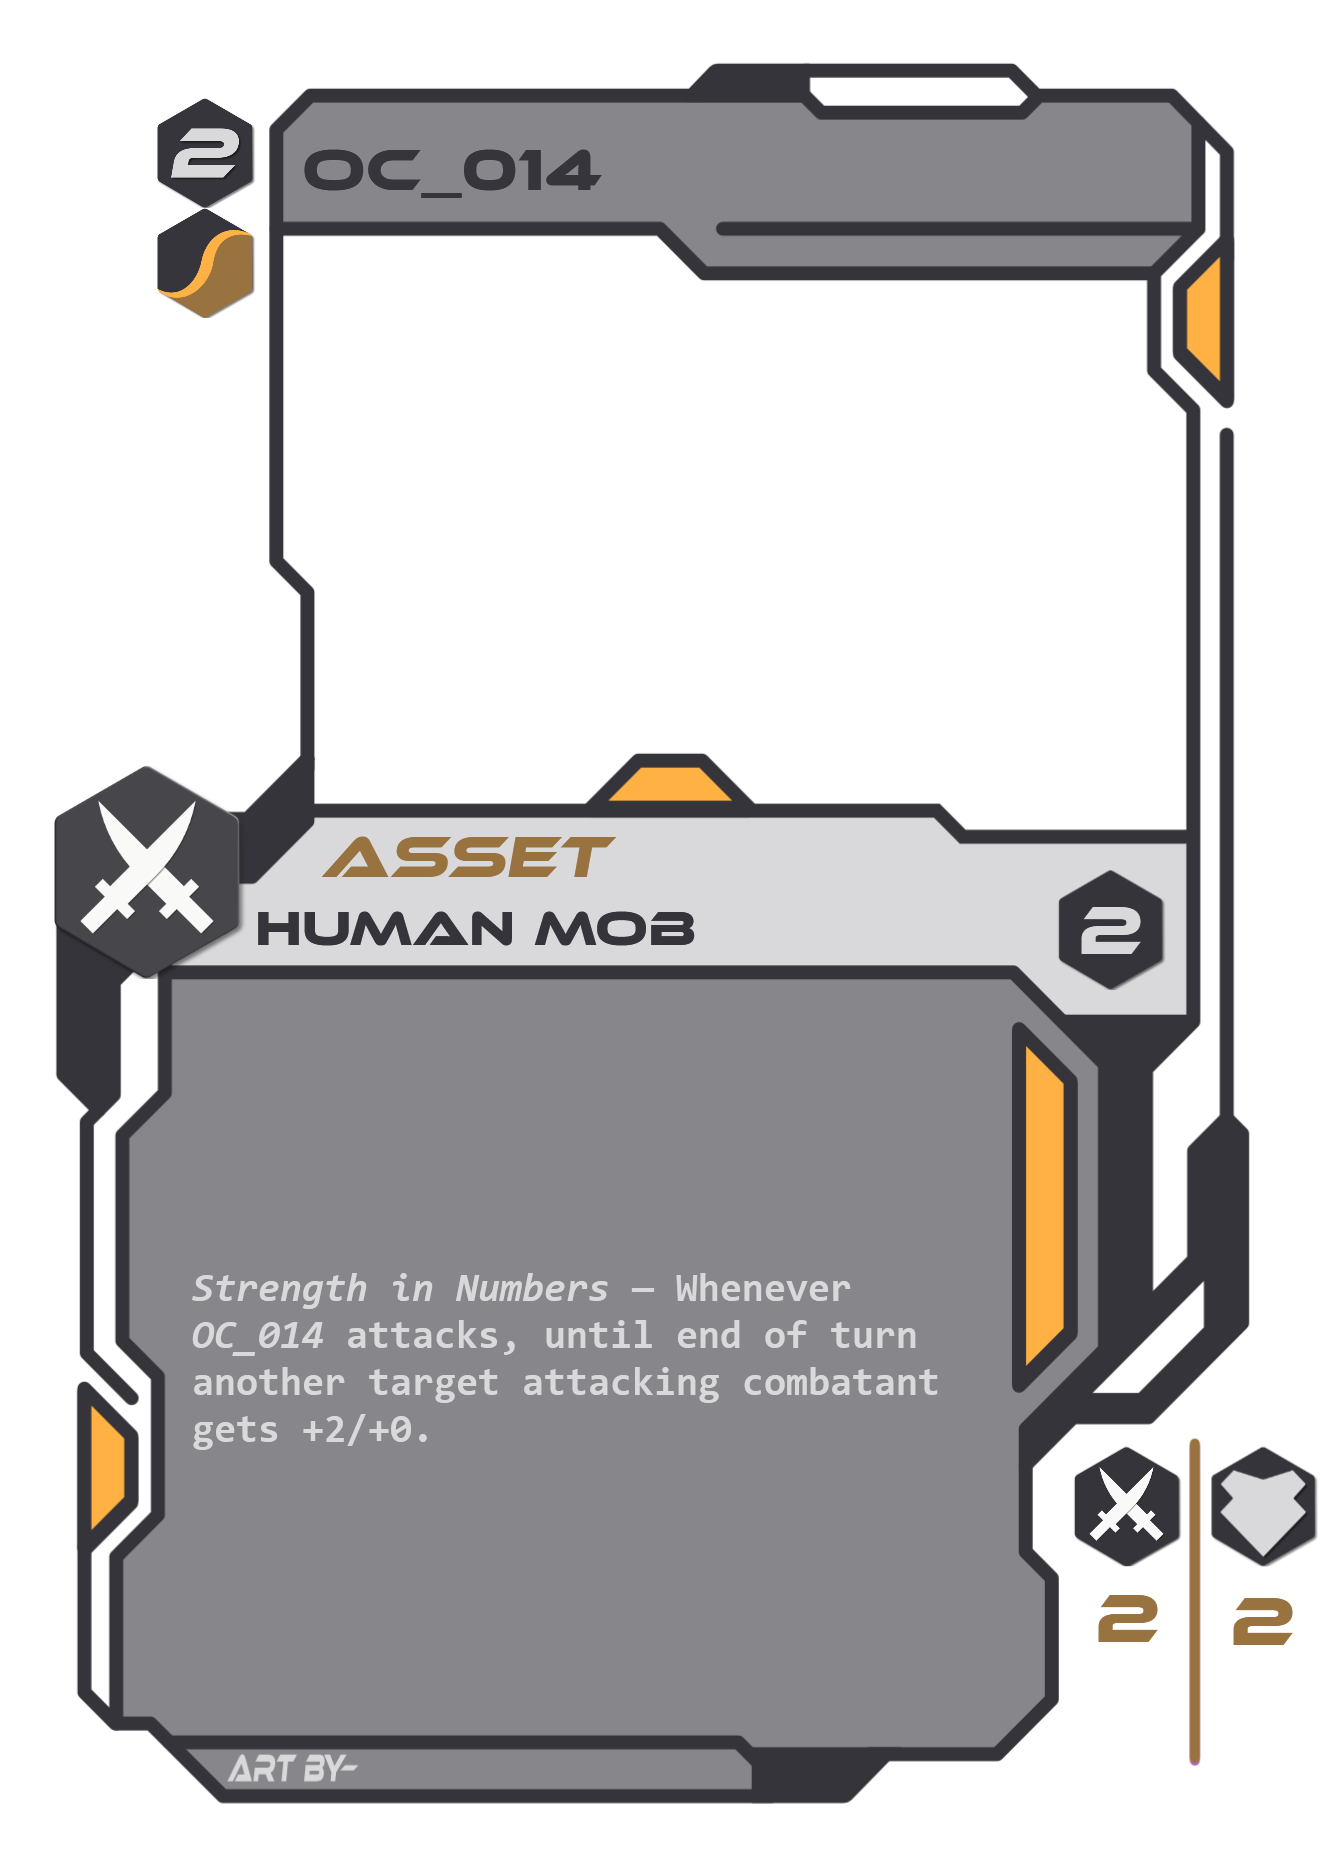 2
OC_014
ASSET
HUMAN MOB
2
Strength in Numbers — Whenever
OC_014 attacks, until end of turn
another target attacking combatant
gets +2/+0.
2
2
ART BY-